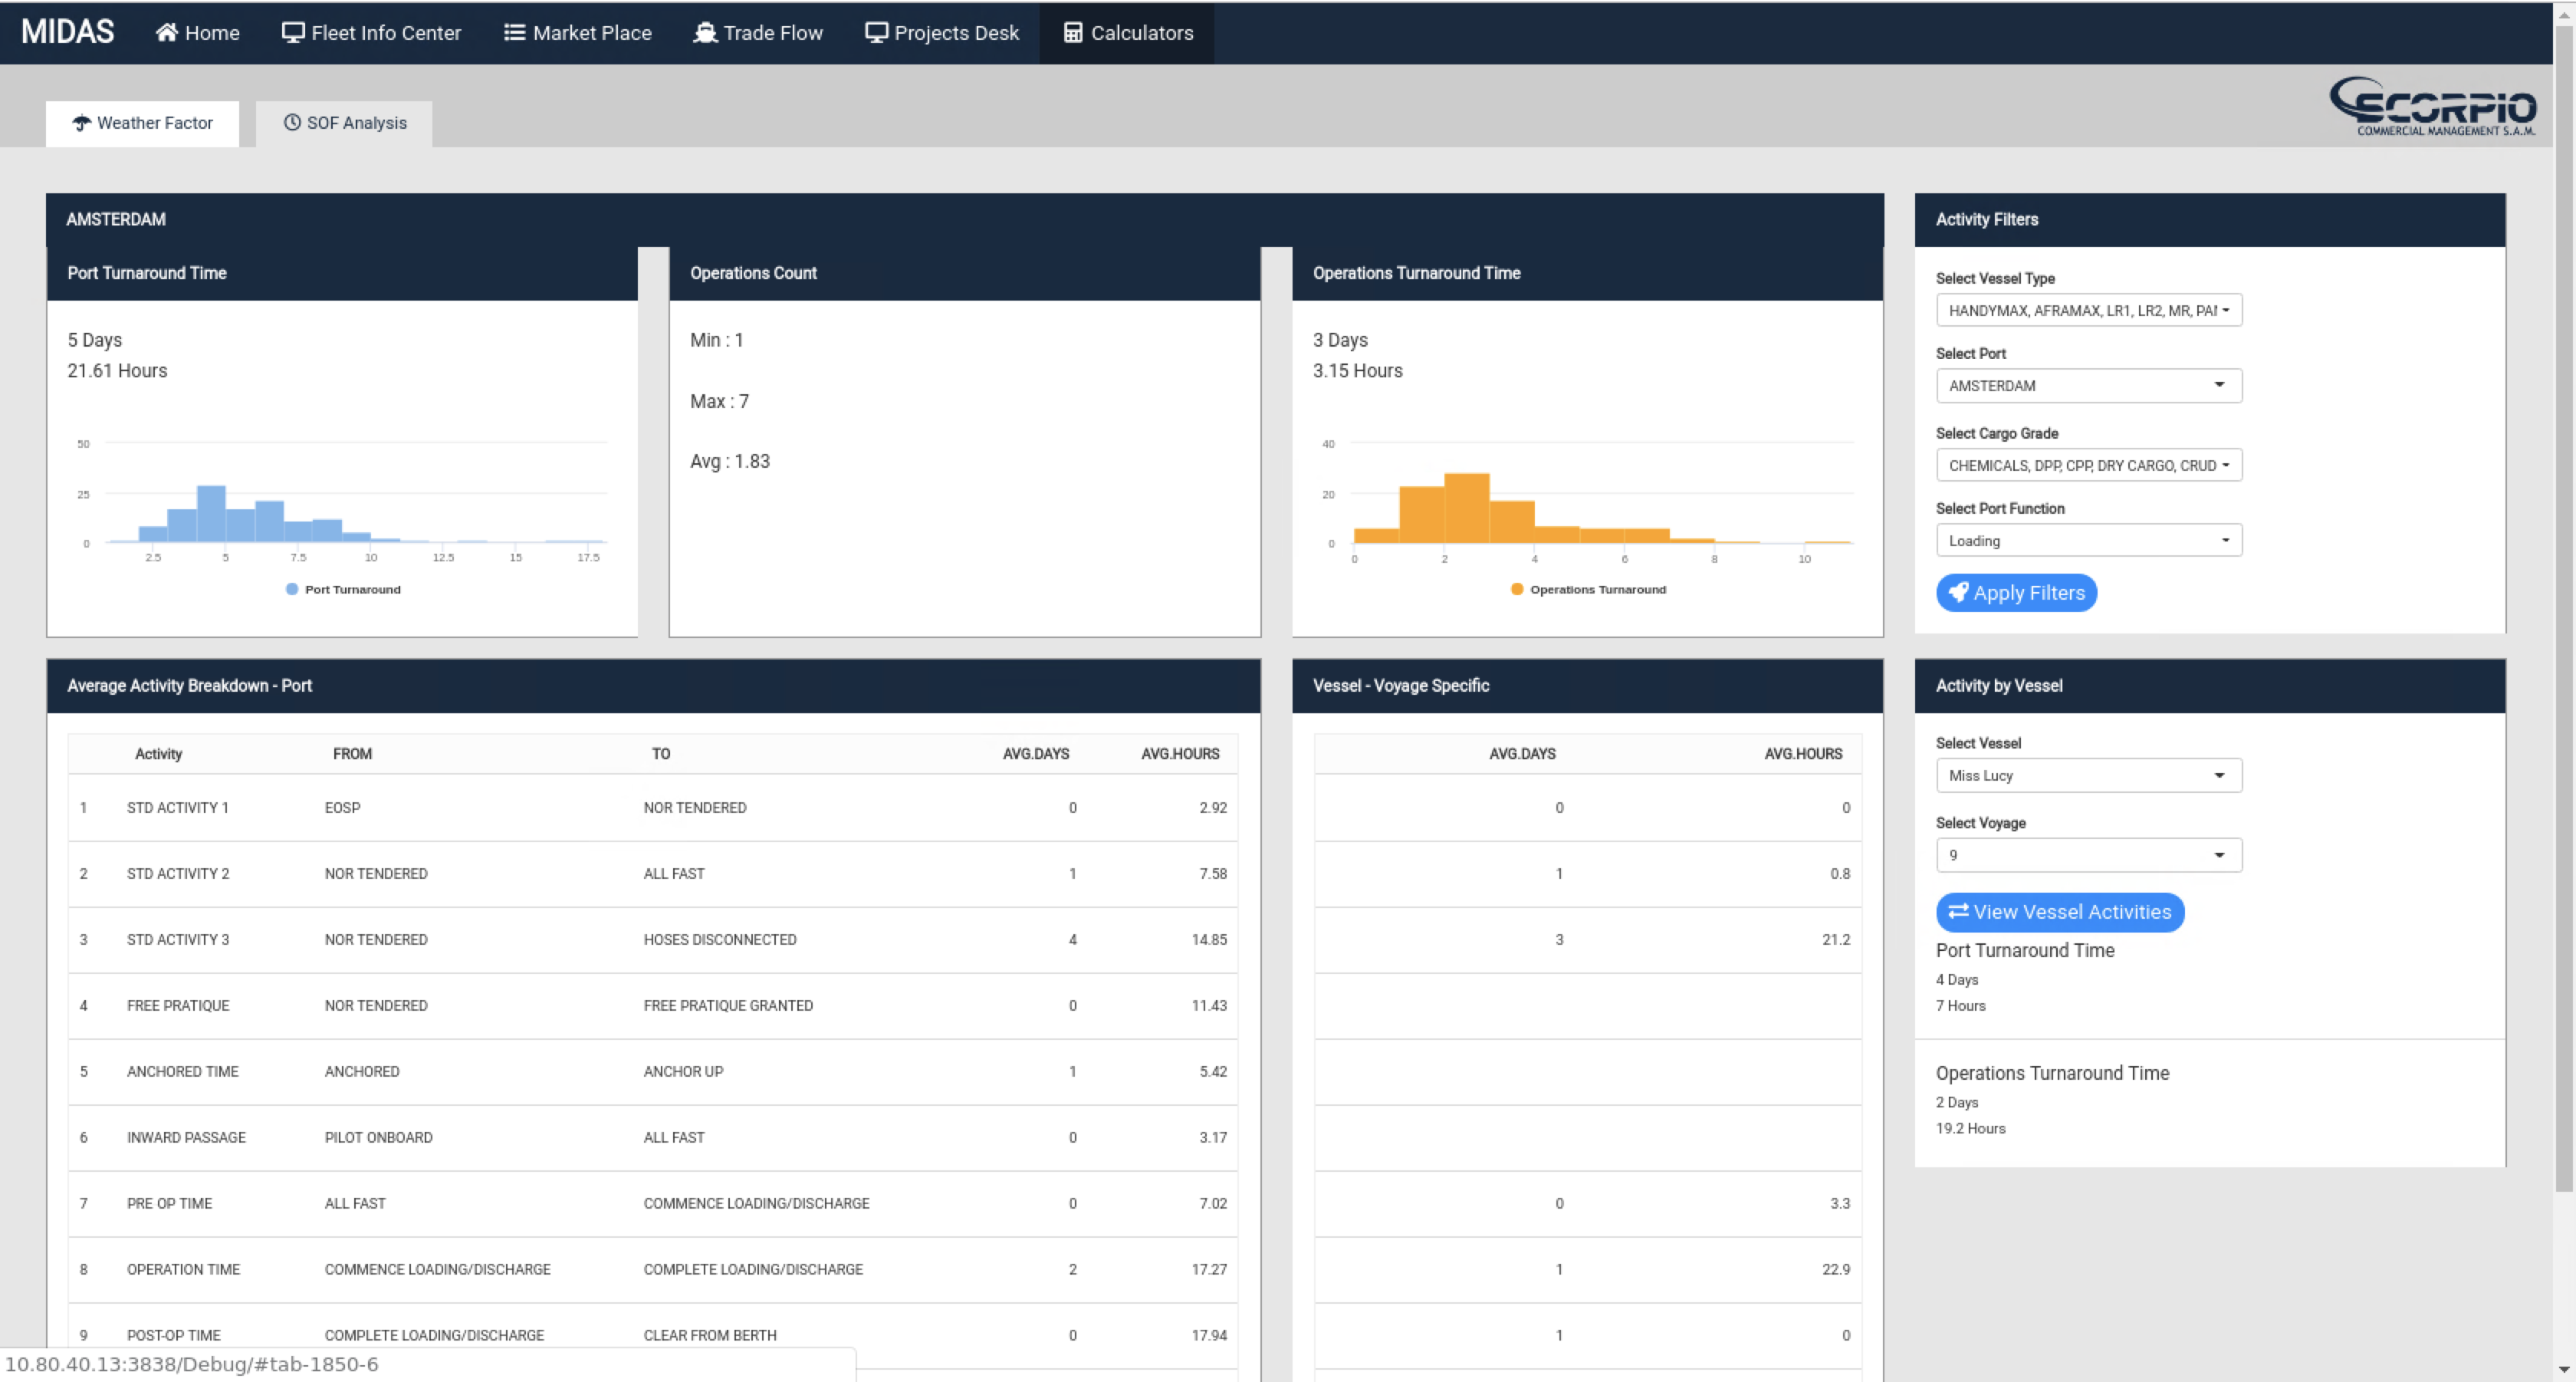 MIDAS Home Fleet Info Center Market Place Trade Flow Projects Desk Calculators
Weather Factor SOF Analysis
SCORPIO
COMMERCIAL MANAGEMENT S.A.M.
AMSTERDAM
Port Turnaround Time
5 Days
21.61 Hours
50
25
0
2.5 5 7.5 10 12.5 15 17.5
Port Turnaround
Operations Count
Min : 1
Max : 7
Avg : 1.83
Operations Turnaround Time
3 Days
3.15 Hours
40
20
0
0 2 4 6 8 10
Operations Turnaround
Activity Filters
Select Vessel Type
HANDYMAX, AFRAMAX, LR1, LR2, MR,
Select Port
AMSTERDAM
Select Cargo Grade
CHEMICALS, DPP, CPP, DRY CARGO, CRUD
Select Port Function
Loading
Apply Filters
Average Activity Breakdown - Port
Activity FROM TO AVG.DAYS AVG.HOURS
1 STD ACTIVITY 1 EOSP NOR TENDERED 0 2.92
2 STD ACTIVITY 2 NOR TENDERED ALL FAST 1 7.58
3 STD ACTIVITY 3 NOR TENDERED HOSES DISCONNECTED 4 14.85
4 FREE PRATIQUE NOR TENDERED FREE PRATIQUE GRANTED 0 11.43
5 ANCHORED TIME ANCHORED ANCHOR UP 1 5.42
6 INWARD PASSAGE PILOT ONBOARD ALL FAST 0 3.17
7 PRE OP TIME ALL FAST COMMENCE LOADING/DISCHARGE 0 7.02
8 OPERATION TIME COMMENCE LOADING/DISCHARGE COMPLETE LOADING/DISCHARGE 2 17.27
9 POST-OP TIME COMPLETE LOADING/DISCHARGE CLEAR FROM BERTH 0 17.94
Vessel - Voyage Specific
AVG.DAYS AVG.HOURS
0 0
1 0.8
3 21.2
0 3.3
1 22.9
1 0
Activity by Vessel
Select Vessel
Miss Lucy
Select Voyage
9
View Vessel Activities
Port Turnaround Time
4 Days
7 Hours
Operations Turnaround Time
2 Days
19.2 Hours
10.80.40.13:3838/Debug/#tab-1850-6